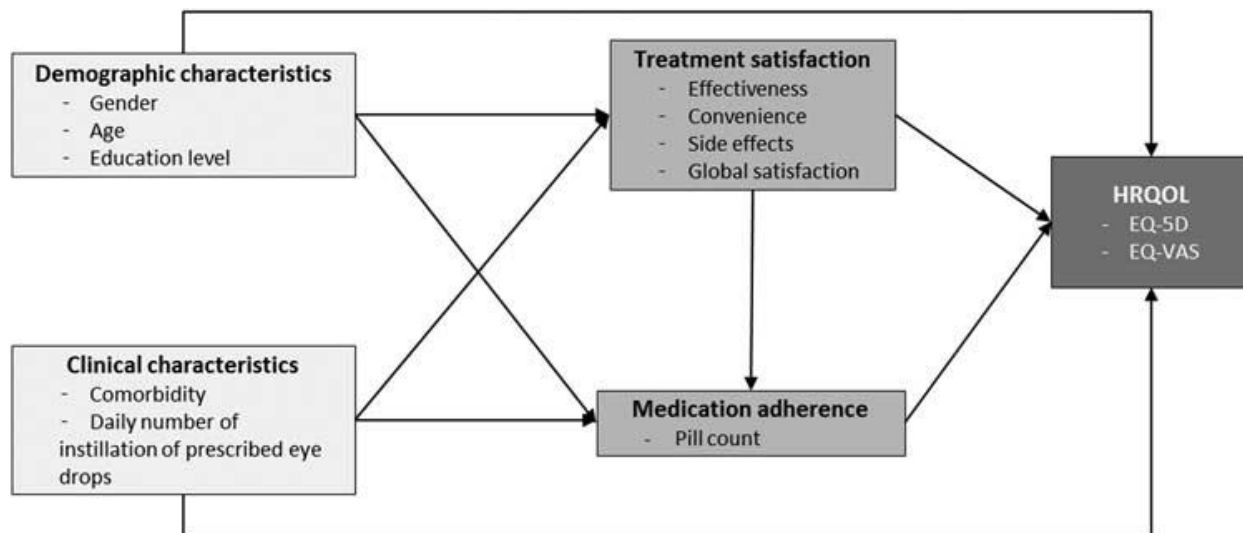 Demographic characteristics
- Gender
- Age
- Education level
Treatment satisfaction
- Effectiveness
- Convenience
- Side effects
- Global satisfaction
HRQOL
- EQ-5D
- EQ-VAS
Clinical characteristics
- Comorbidity
- Daily number of
instillation of prescribed eye
drops
Medication adherence
- Pill count